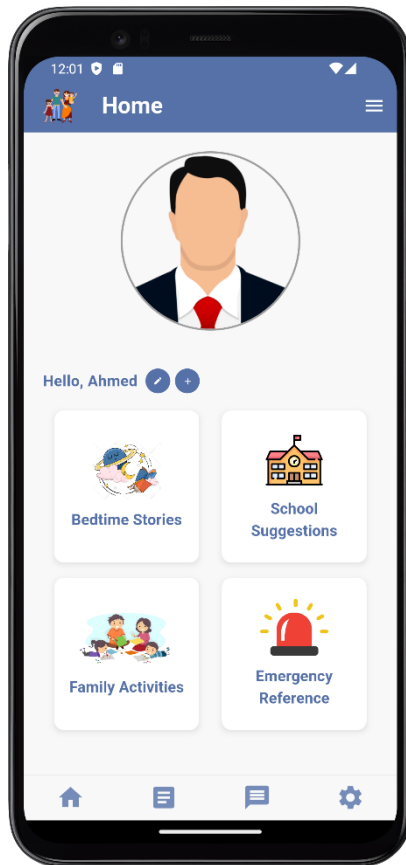 12:01
Home
Hello, Ahmed
Bedtime Stories
School
Suggestions
Family Activities
Emergency
Reference